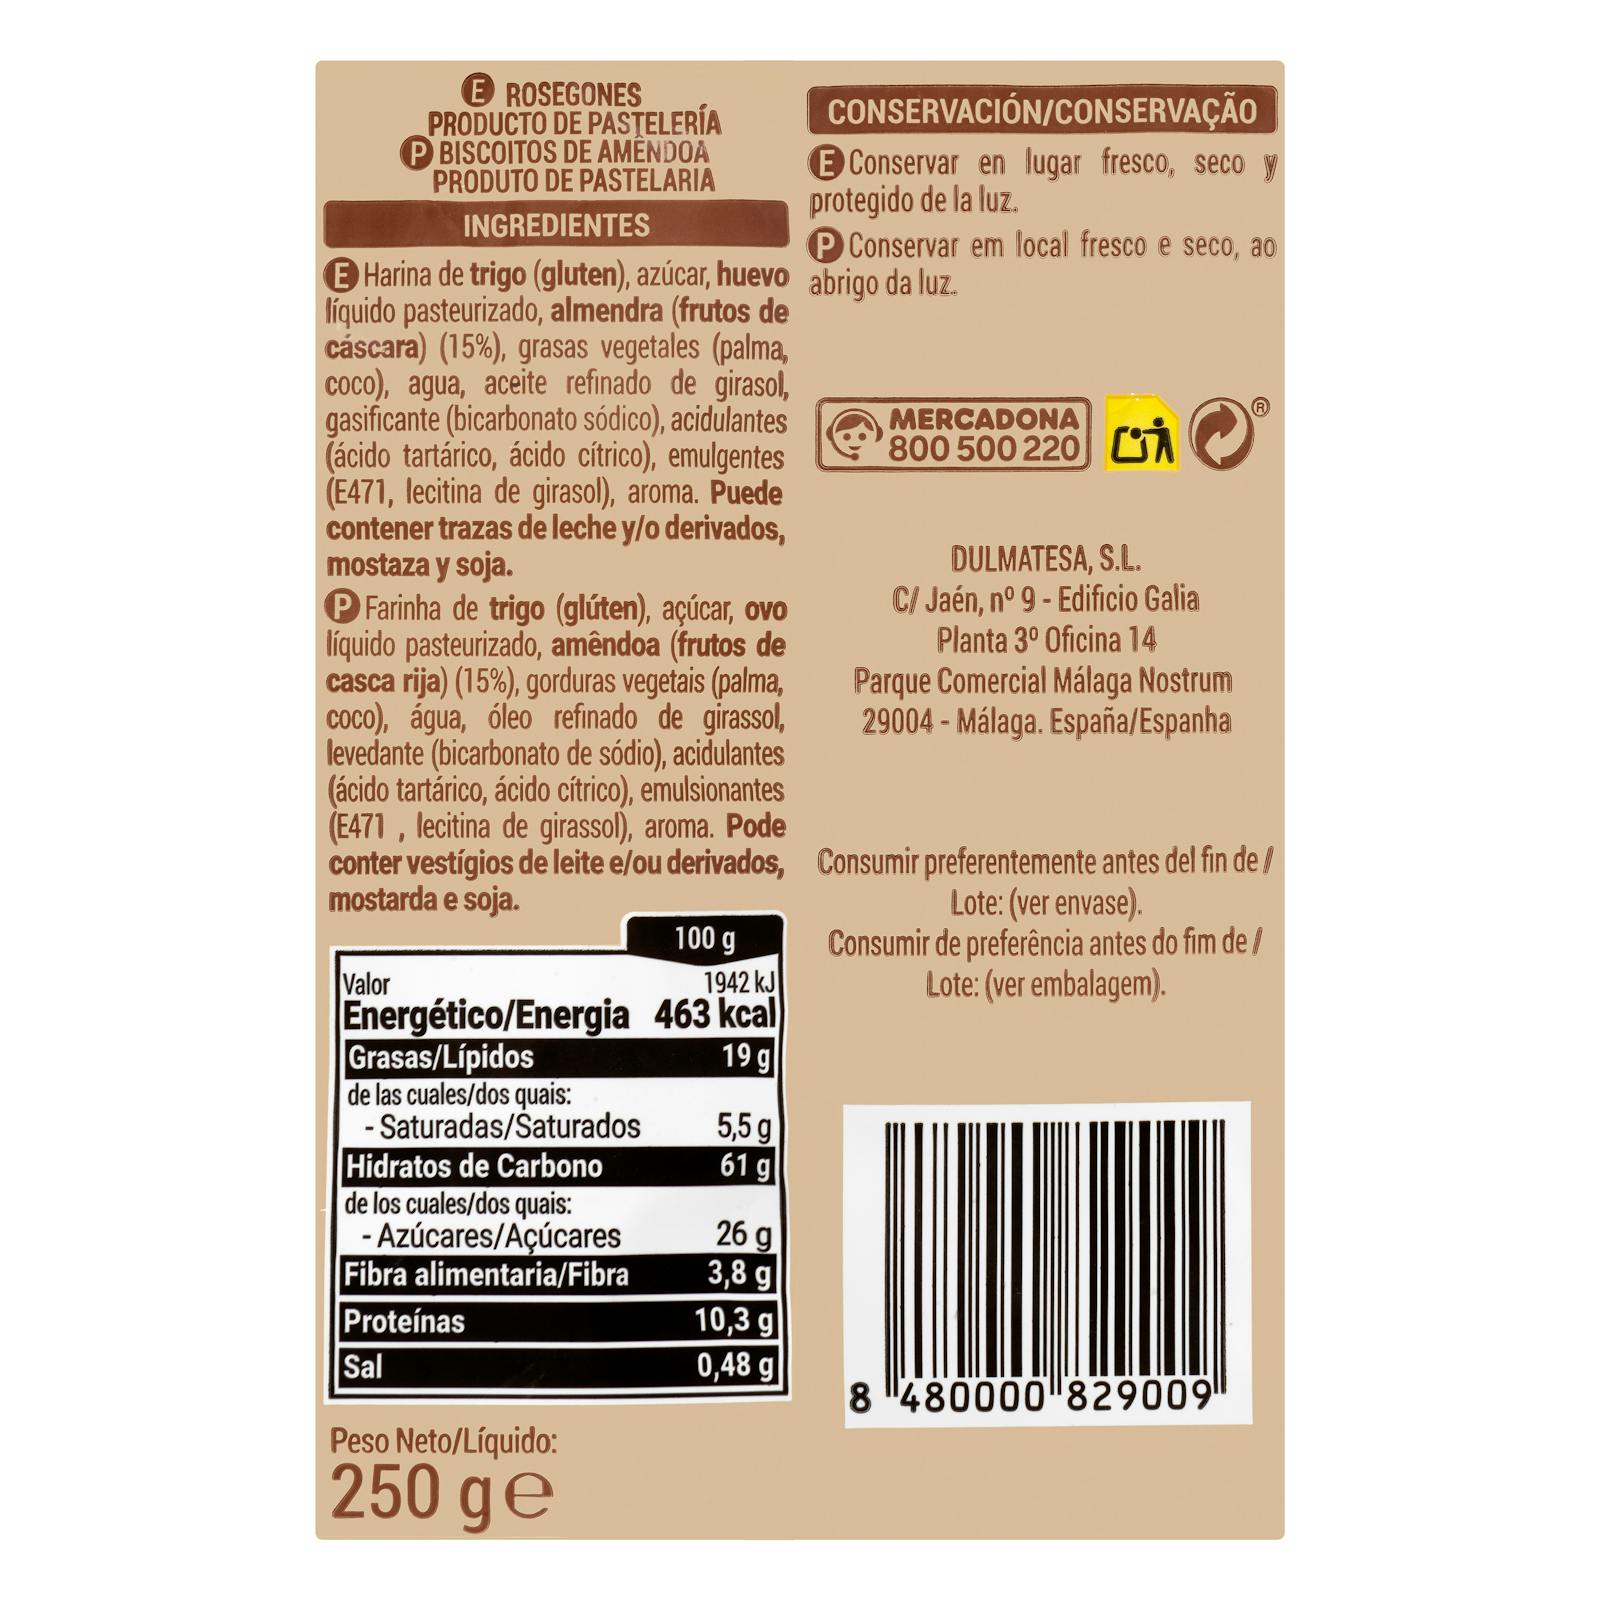 E ROSEGONES
PRODUCTO DE PASTELERÍA
P BISCOITOS DE AMÊNDOA
PRODUTO DE PASTELARIA
INGREDIENTES
E Harina de trigo (gluten), azúcar, huevo
líquido pasteurizado, almendra (frutos de
cáscara) (15%), grasas vegetales (palma,
coco), agua, aceite refinado de girasol,
gasificante (bicarbonato sódico), acidulantes
(ácido tartárico, ácido cítrico), emulgentes
(E471, lecitina de girasol), aroma. Puede
contener trazas de leche y/o derivados,
mostaza y soja.
P Farinha de trigo (glúten), açúcar, ovo
líquido pasteurizado, amêndoa (frutos de
casca rija) (15%), gorduras vegetais (palma,
coco), água, óleo refinado de girassol,
levedante (bicarbonato de sódio), acidulantes
(ácido tartárico, ácido cítrico), emulsionantes
(E471 , lecitina de girassol), aroma. Pode
conter vestígios de leite e/ou derivados,
mostarda e soja.
100 g
Valor 1942 kJ
Energético/Energia 463 kcal
Grasas/Lípidos 19 g
de las cuales/dos quais:
- Saturadas/Saturados 5,5 g
Hidratos de Carbono 61 g
de los cuales/dos quais:
- Azúcares/Açúcares 26 g
Fibra alimentaria/Fibra 3,8 g
Proteínas 10,3 g
Sal 0,48 g
Peso Neto/Líquido:
250 g e
CONSERVACIÓN/CONSERVAÇÃO
E Conservar en lugar fresco, seco y
protegido de la luz.
P Conservar em local fresco e seco, ao
abrigo da luz.
MERCADONA
800 500 220
®
DULMATESA, S.L.
C/ Jaén, nº 9 - Edificio Galia
Planta 3º Oficina 14
Parque Comercial Málaga Nostrum
29004 - Málaga. España/Espanha
Consumir preferentemente antes del fin de /
Lote: (ver envase).
Consumir de preferência antes do fim de /
Lote: (ver embalagem).
8 480000 829009